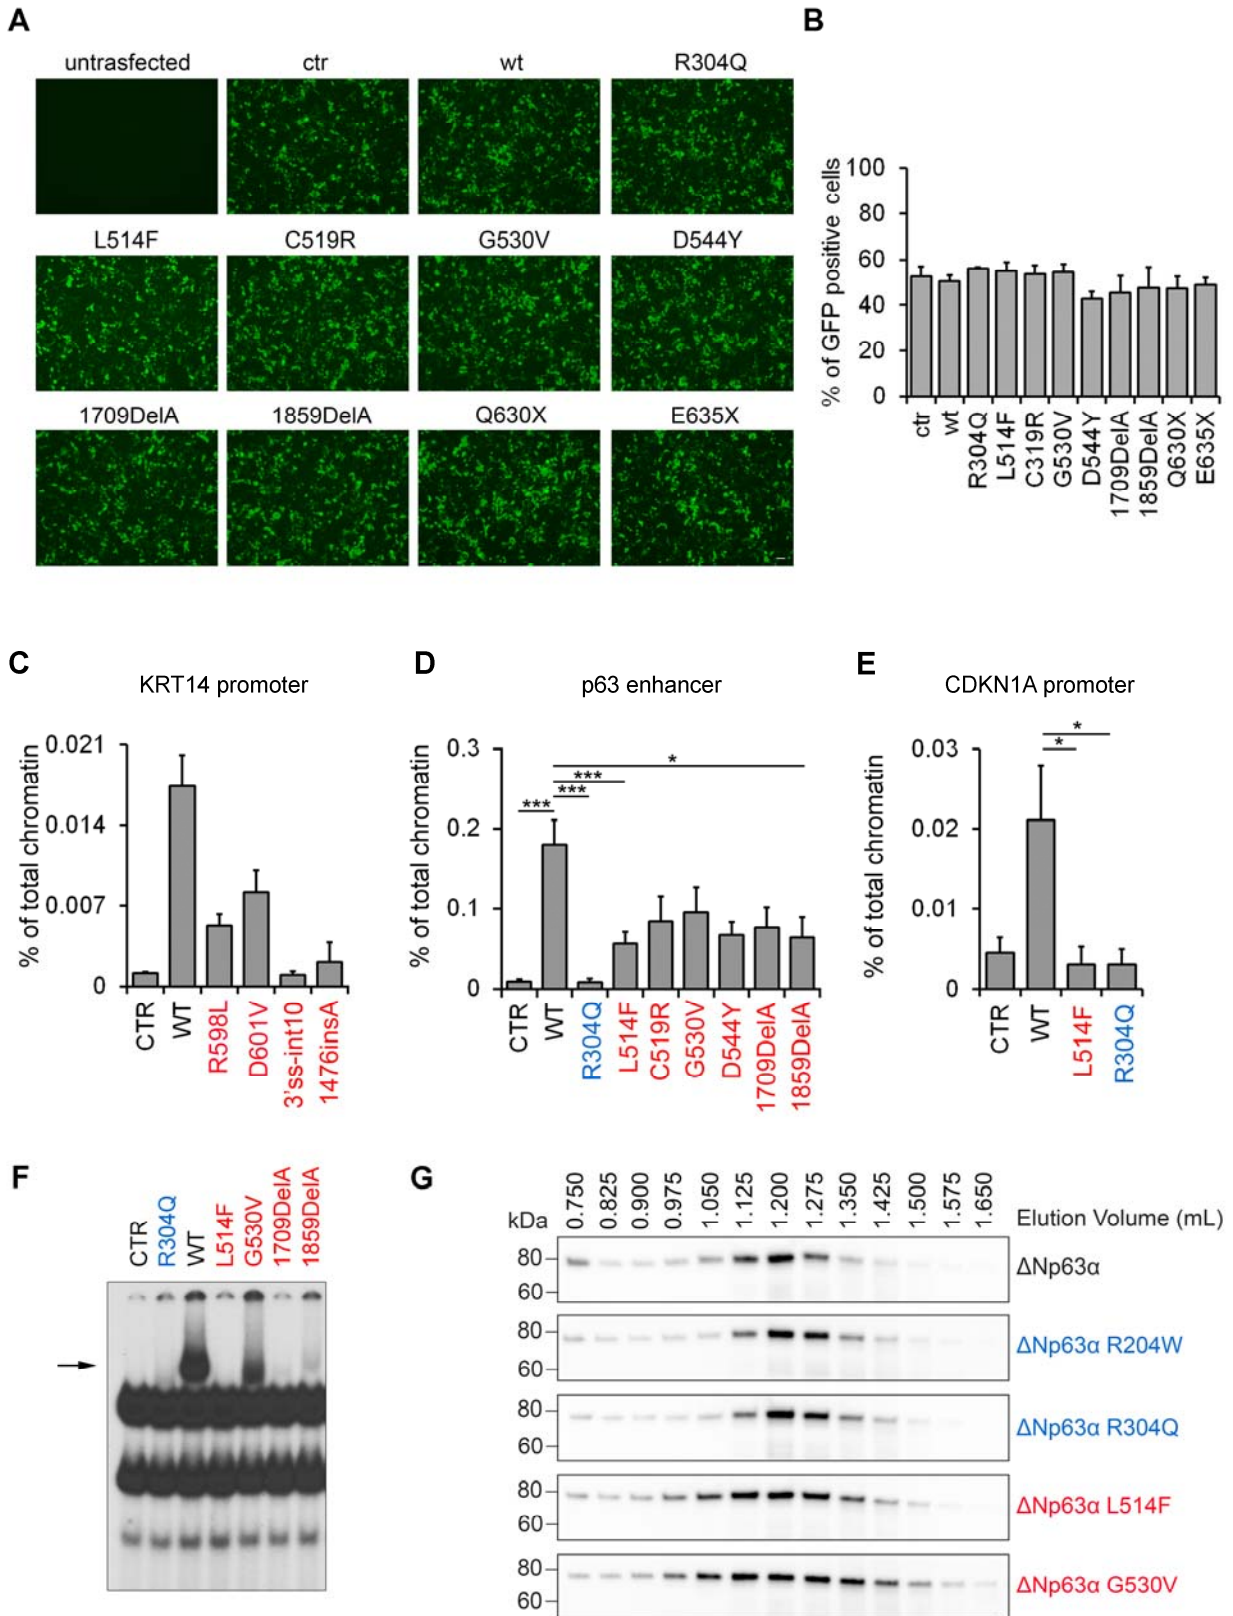 A
untrasfected ctr wt R304Q
L514F C519R G530V D544Y
1709DelA 1859DelA Q630X E635X
B
% of GFP positive cells
100
80
60
40
20
0
ctr wt R304Q L514F C319R G530V D544Y 1709DelA 1859DelA Q630X E635X
C
KRT14 promoter
% of total chromatin
0.021
0.014
0.007
0
CTR WT R598L D601V 3'ss-int10 1476insA
D
p63 enhancer
% of total chromatin
0.3
0.2
0.1
0
*
***
***
***
CTR WT R304Q L514F C519R G530V D544Y 1709DelA 1859DelA
E
CDKN1A promoter
% of total chromatin
0.03
0.02
0.01
0
*
*
CTR WT L514F R304Q
F
CTR R304Q WT L514F G530V 1709DelA 1859DelA
G
kDa 0.750 0.825 0.900 0.975 1.050 1.125 1.200 1.275 1.350 1.425 1.500 1.575 1.650 Elution Volume (mL)
80
60
ΔNp63α
80
60
ΔNp63α R204W
80
60
ΔNp63α R304Q
80
60
ΔNp63α L514F
80
60
ΔNp63α G530V